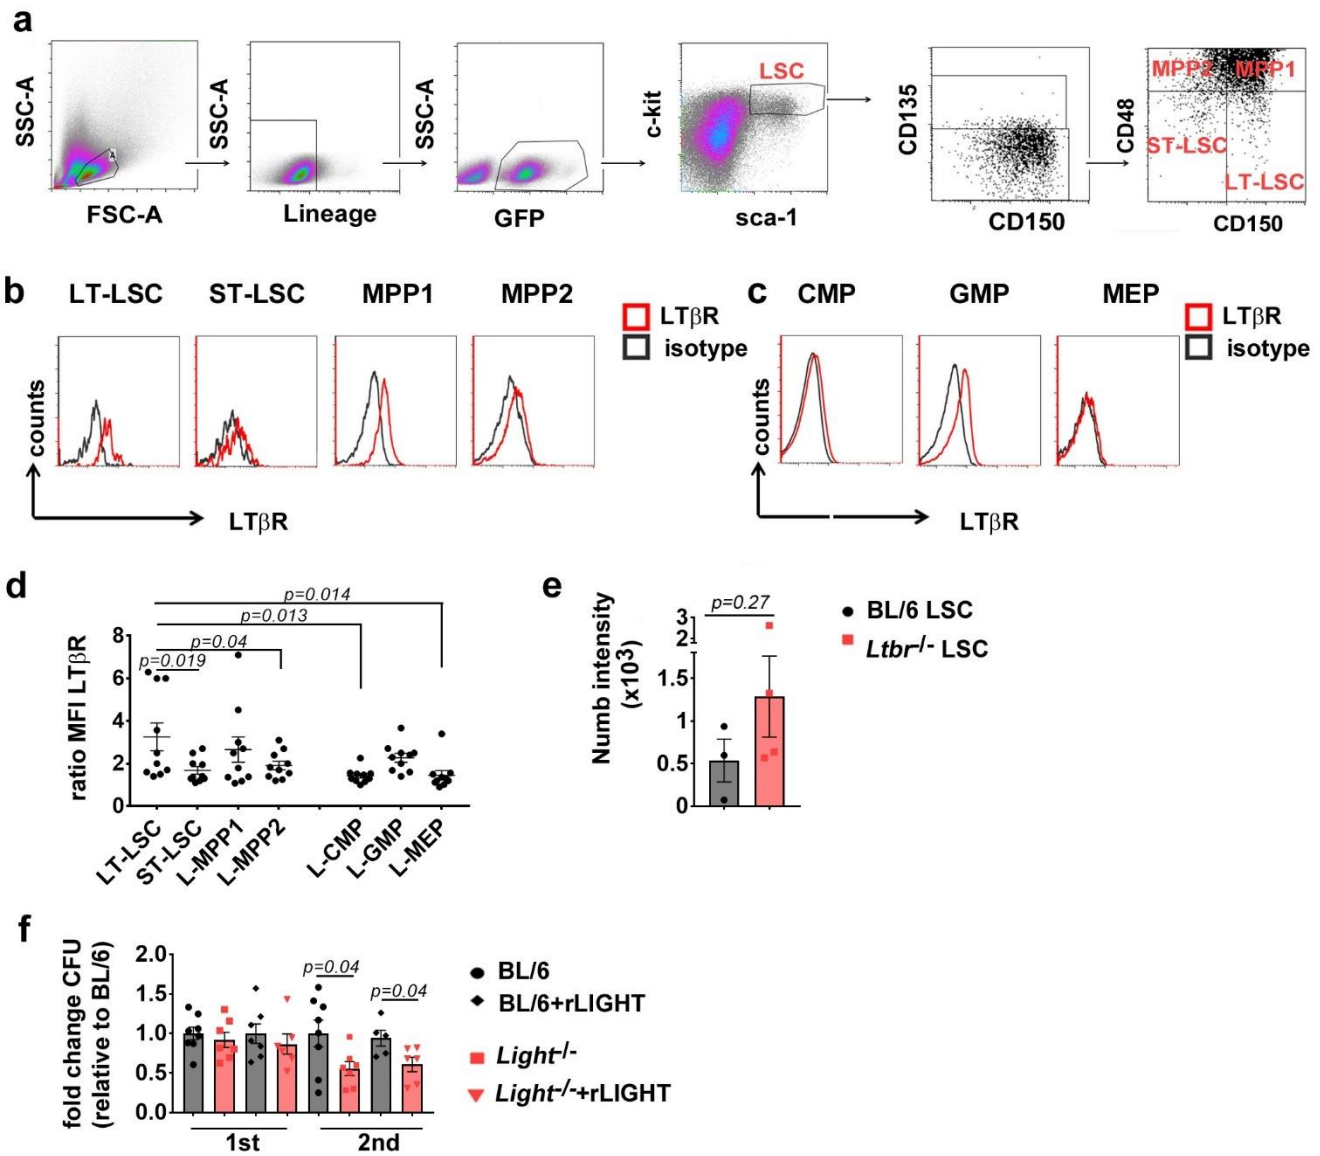 a
SSC-A
FSC-A
SSC-A
Lineage
SSC-A
GFP
c-kit
LSC
sca-1
CD135
CD150
CD48
MPP2
MPP1
ST-LSC
LT-LSC
CD150
b
LT-LSC
ST-LSC
MPP1
MPP2
LTβR
isotype
counts
LTβR
c
CMP
GMP
MEP
LTβR
isotype
counts
LTβR
d
ratio MFI LTβR
8
6
4
2
0
p=0.014
p=0.013
p=0.04
p=0.019
LT-LSC
ST-LSC
L-MPP1
L-MPP2
L-CMP
L-GMP
L-MEP
e
Numb intensity
(x10³)
3
2
1.5
1
0.5
0
p=0.27
BL/6 LSC
Ltbr-/- LSC
f
fold change CFU
(relative to BL/6)
2.0
1.5
1.0
0.5
0.0
p=0.04
p=0.04
1st
2nd
BL/6
BL/6+rLIGHT
Light-/-
Light-/-+rLIGHT